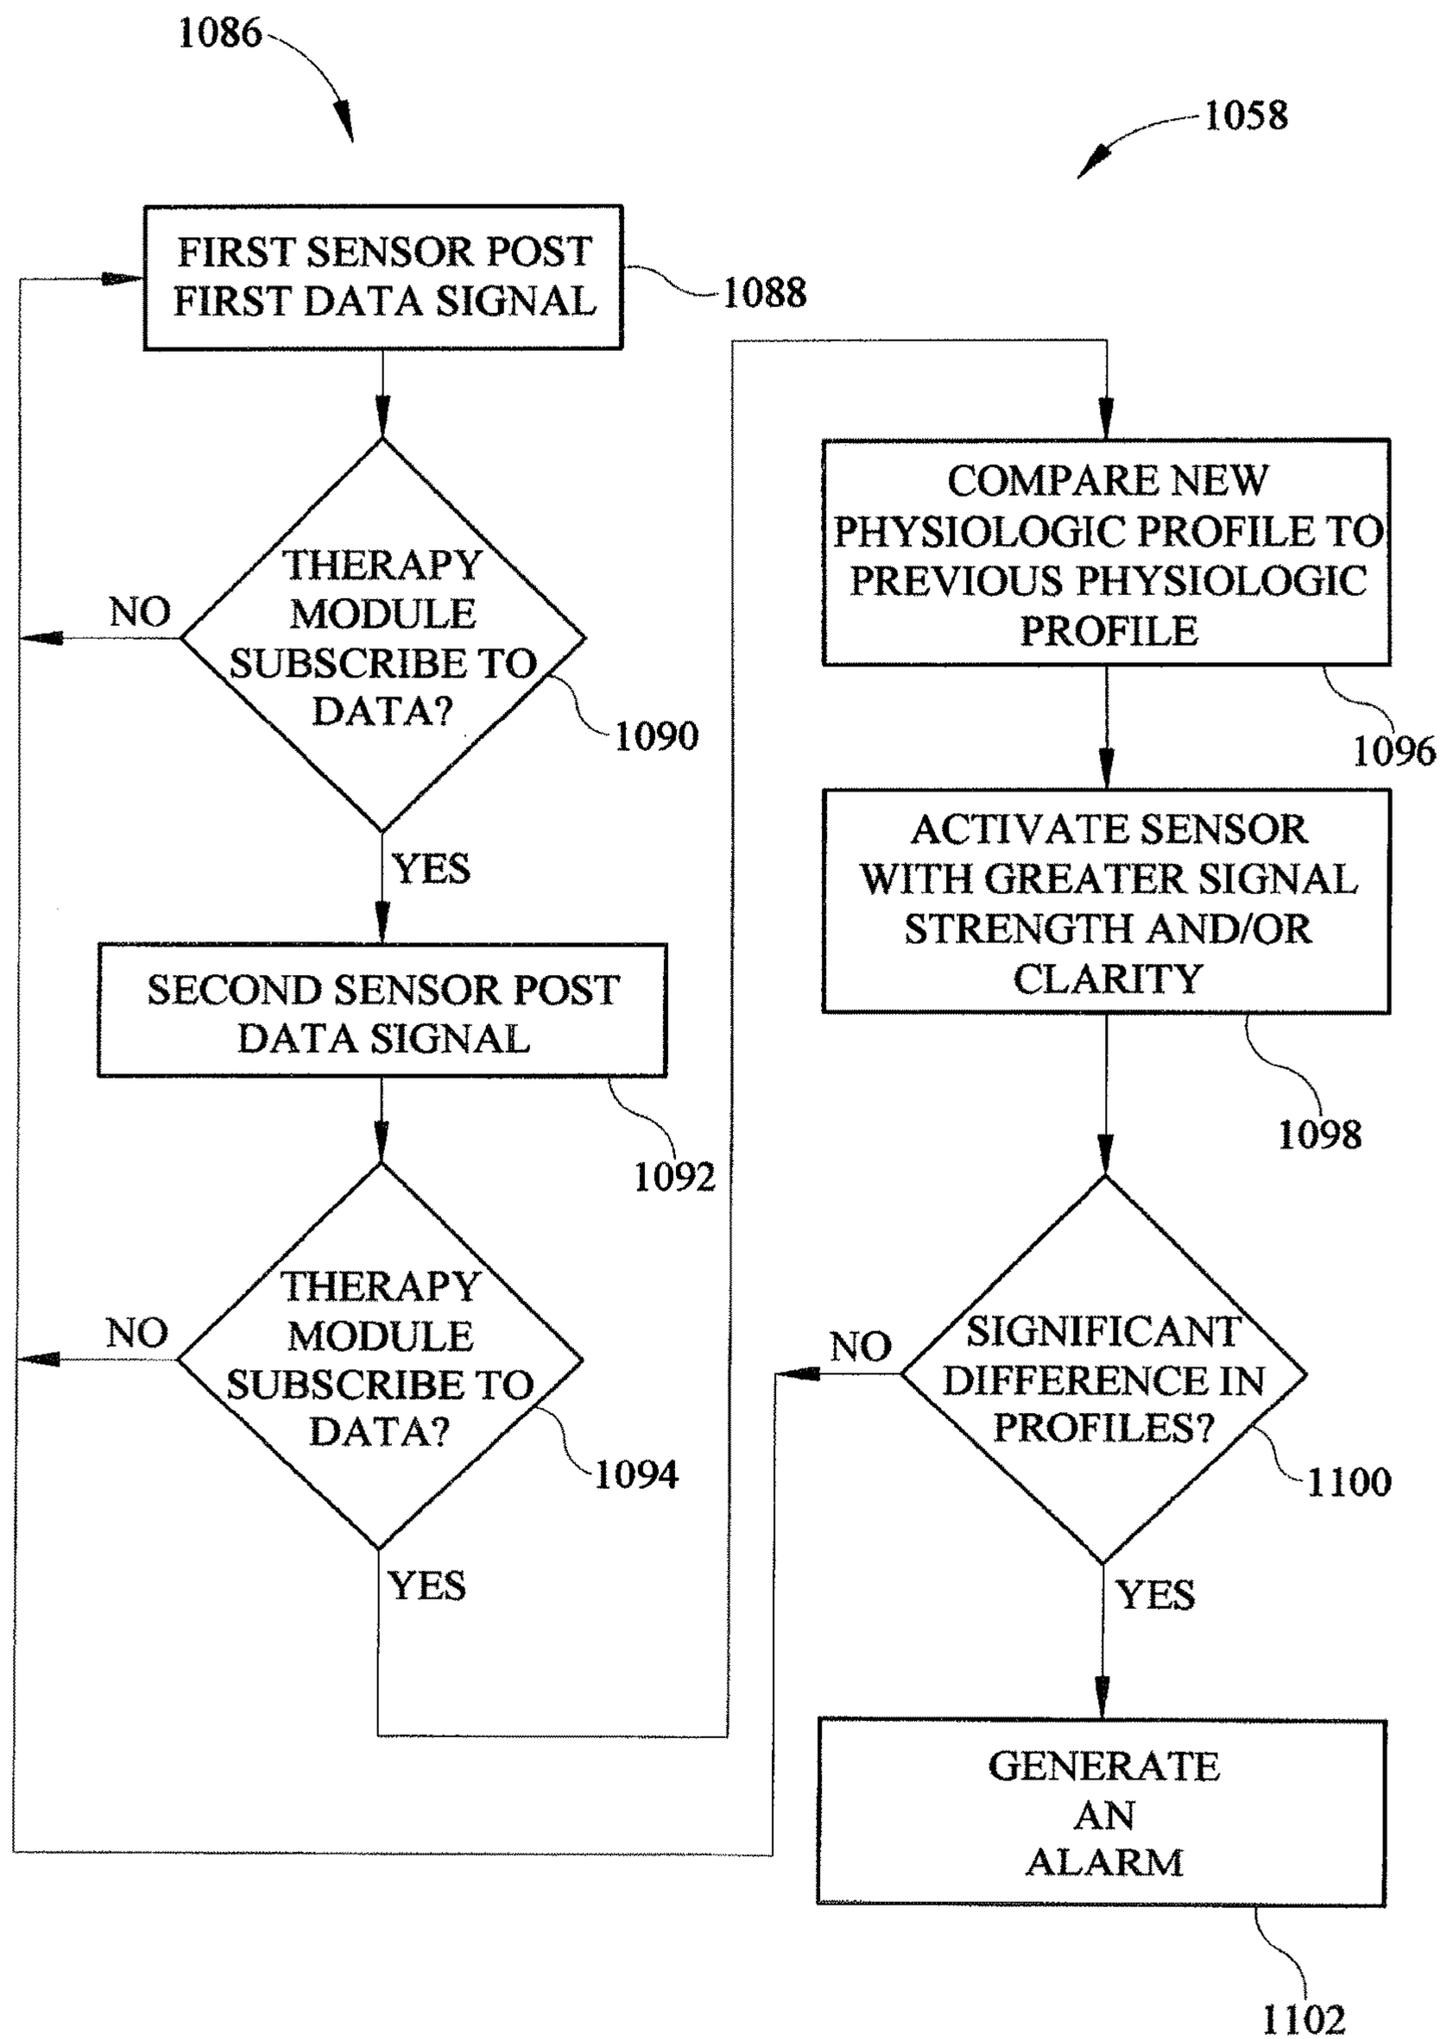 1086
1058
FIRST SENSOR POST
FIRST DATA SIGNAL
1088
THERAPY
MODULE
SUBSCRIBE TO
DATA?
NO
1090
YES
SECOND SENSOR POST
DATA SIGNAL
1092
THERAPY
MODULE
SUBSCRIBE TO
DATA?
NO
1094
YES
COMPARE NEW
PHYSIOLOGIC PROFILE TO
PREVIOUS PHYSIOLOGIC
PROFILE
1096
ACTIVATE SENSOR
WITH GREATER SIGNAL
STRENGTH AND/OR
CLARITY
1098
NO
SIGNIFICANT
DIFFERENCE IN
PROFILES?
1100
YES
GENERATE
AN
ALARM
1102